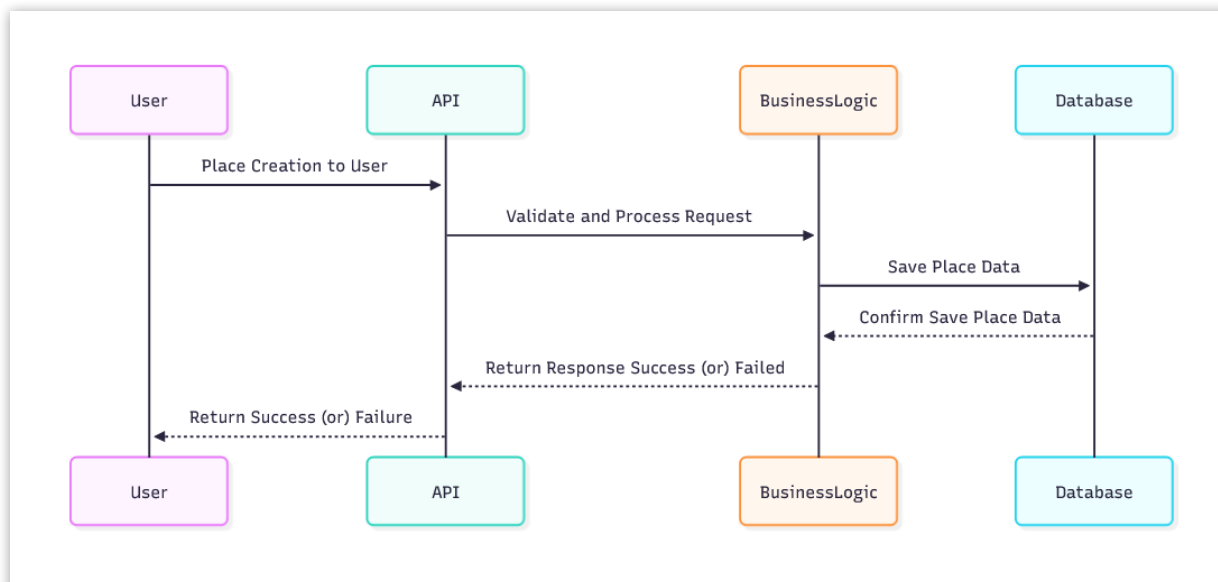 User
API
BusinessLogic
Database
Place Creation to User
Validate and Process Request
Save Place Data
Confirm Save Place Data
Return Response Success (or) Failed
Return Success (or) Failure
User
API
BusinessLogic
Database